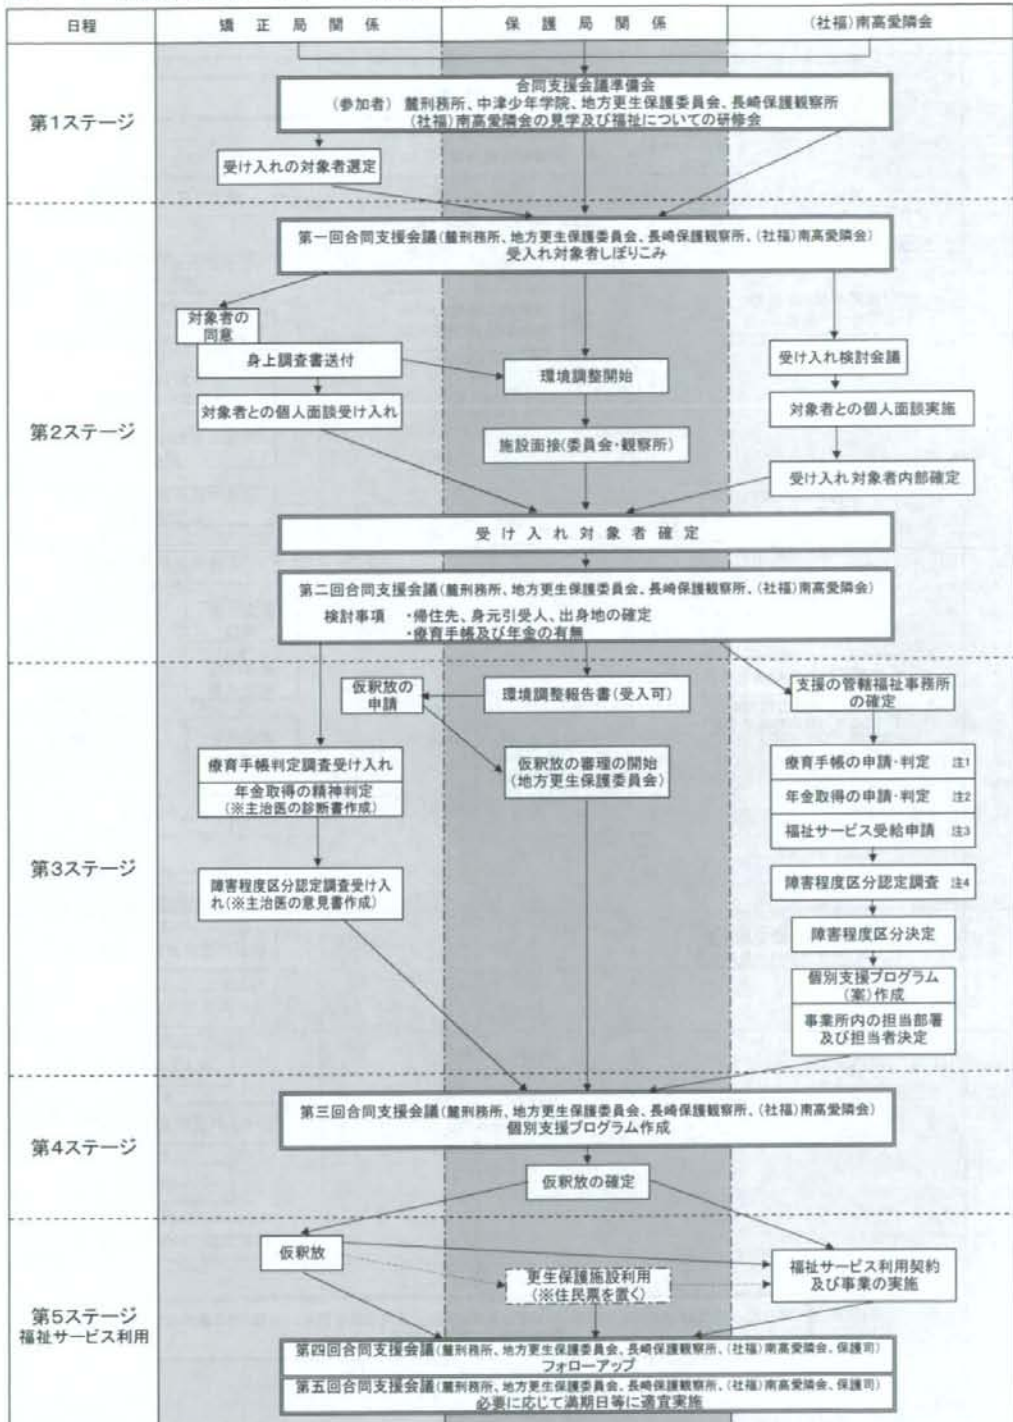 日程
矯正局関係
保護局関係
(社福)南高愛隣会
第1ステージ
合同支援会議準備会
(参加者) 麓刑務所、中津少年学院、地方更生保護委員会、長崎保護観察所
(社福)南高愛隣会の見学及び福祉についての研修会
受け入れの対象者選定
第2ステージ
第一回合同支援会議(麓刑務所、地方更生保護委員会、長崎保護観察所、(社福)南高愛隣会)
受入れ対象者しぼりこみ
対象者の
同意
身上調査書送付
環境調整開始
受け入れ検討会議
対象者との個人面談受け入れ
対象者との個人面談実施
施設面接(委員会・観察所)
受け入れ対象者内部確定
受け入れ対象者確定
第二回合同支援会議(麓刑務所、地方更生保護委員会、長崎保護観察所、(社福)南高愛隣会)
検討事項 ・帰住先、身元引受人、出身地の確定
・療育手帳及び年金の有無
第3ステージ
仮釈放の
申請
環境調整報告書(受入可)
支援の管轄福祉事務所
の確定
療育手帳判定調査受け入れ
年金取得の精神判定
(※主治医の診断書作成)
仮釈放の審理の開始
(地方更生保護委員会)
療育手帳の申請・判定 注1
年金取得の申請・判定 注2
福祉サービス受給申請 注3
障害程度区分認定調査受け入
れ(※主治医の意見書作成)
障害程度区分認定調査 注4
障害程度区分決定
個別支援プログラム
(案)作成
事業所内の担当部署
及び担当者決定
第4ステージ
第三回合同支援会議(麓刑務所、地方更生保護委員会、長崎保護観察所、(社福)南高愛隣会)
個別支援プログラム作成
仮釈放の確定
第5ステージ
福祉サービス利用
仮釈放
更生保護施設利用
(※住民票を置く)
福祉サービス利用契約
及び事業の実施
第四回合同支援会議(麓刑務所、地方更生保護委員会、長崎保護観察所、(社福)南高愛隣会、保護司)
フォローアップ
第五回合同支援会議(麓刑務所、地方更生保護委員会、長崎保護観察所、(社福)南高愛隣会、保護司)
必要に応じて満期日等に適宜実施